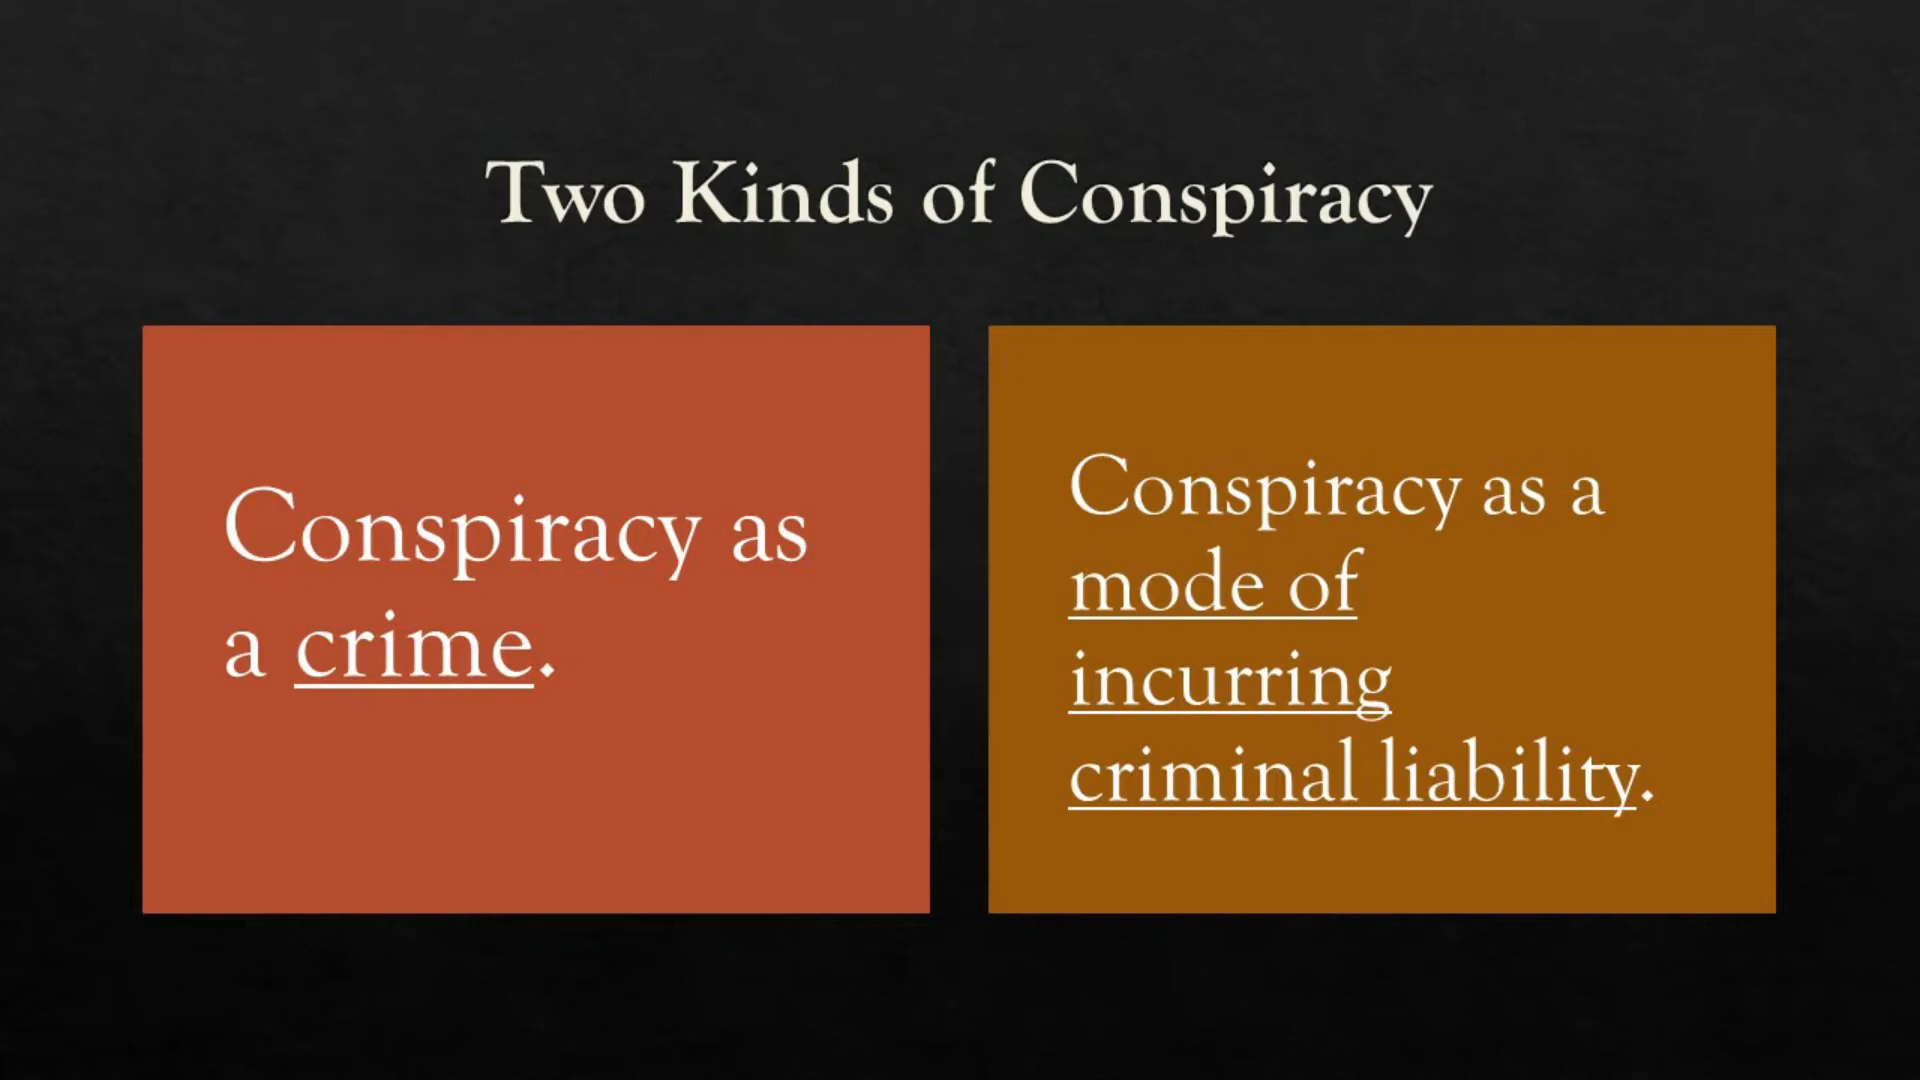 Two Kinds of Conspiracy
Conspiracy as
a crime.
Conspiracy as a
mode of
incurring
criminal liability.